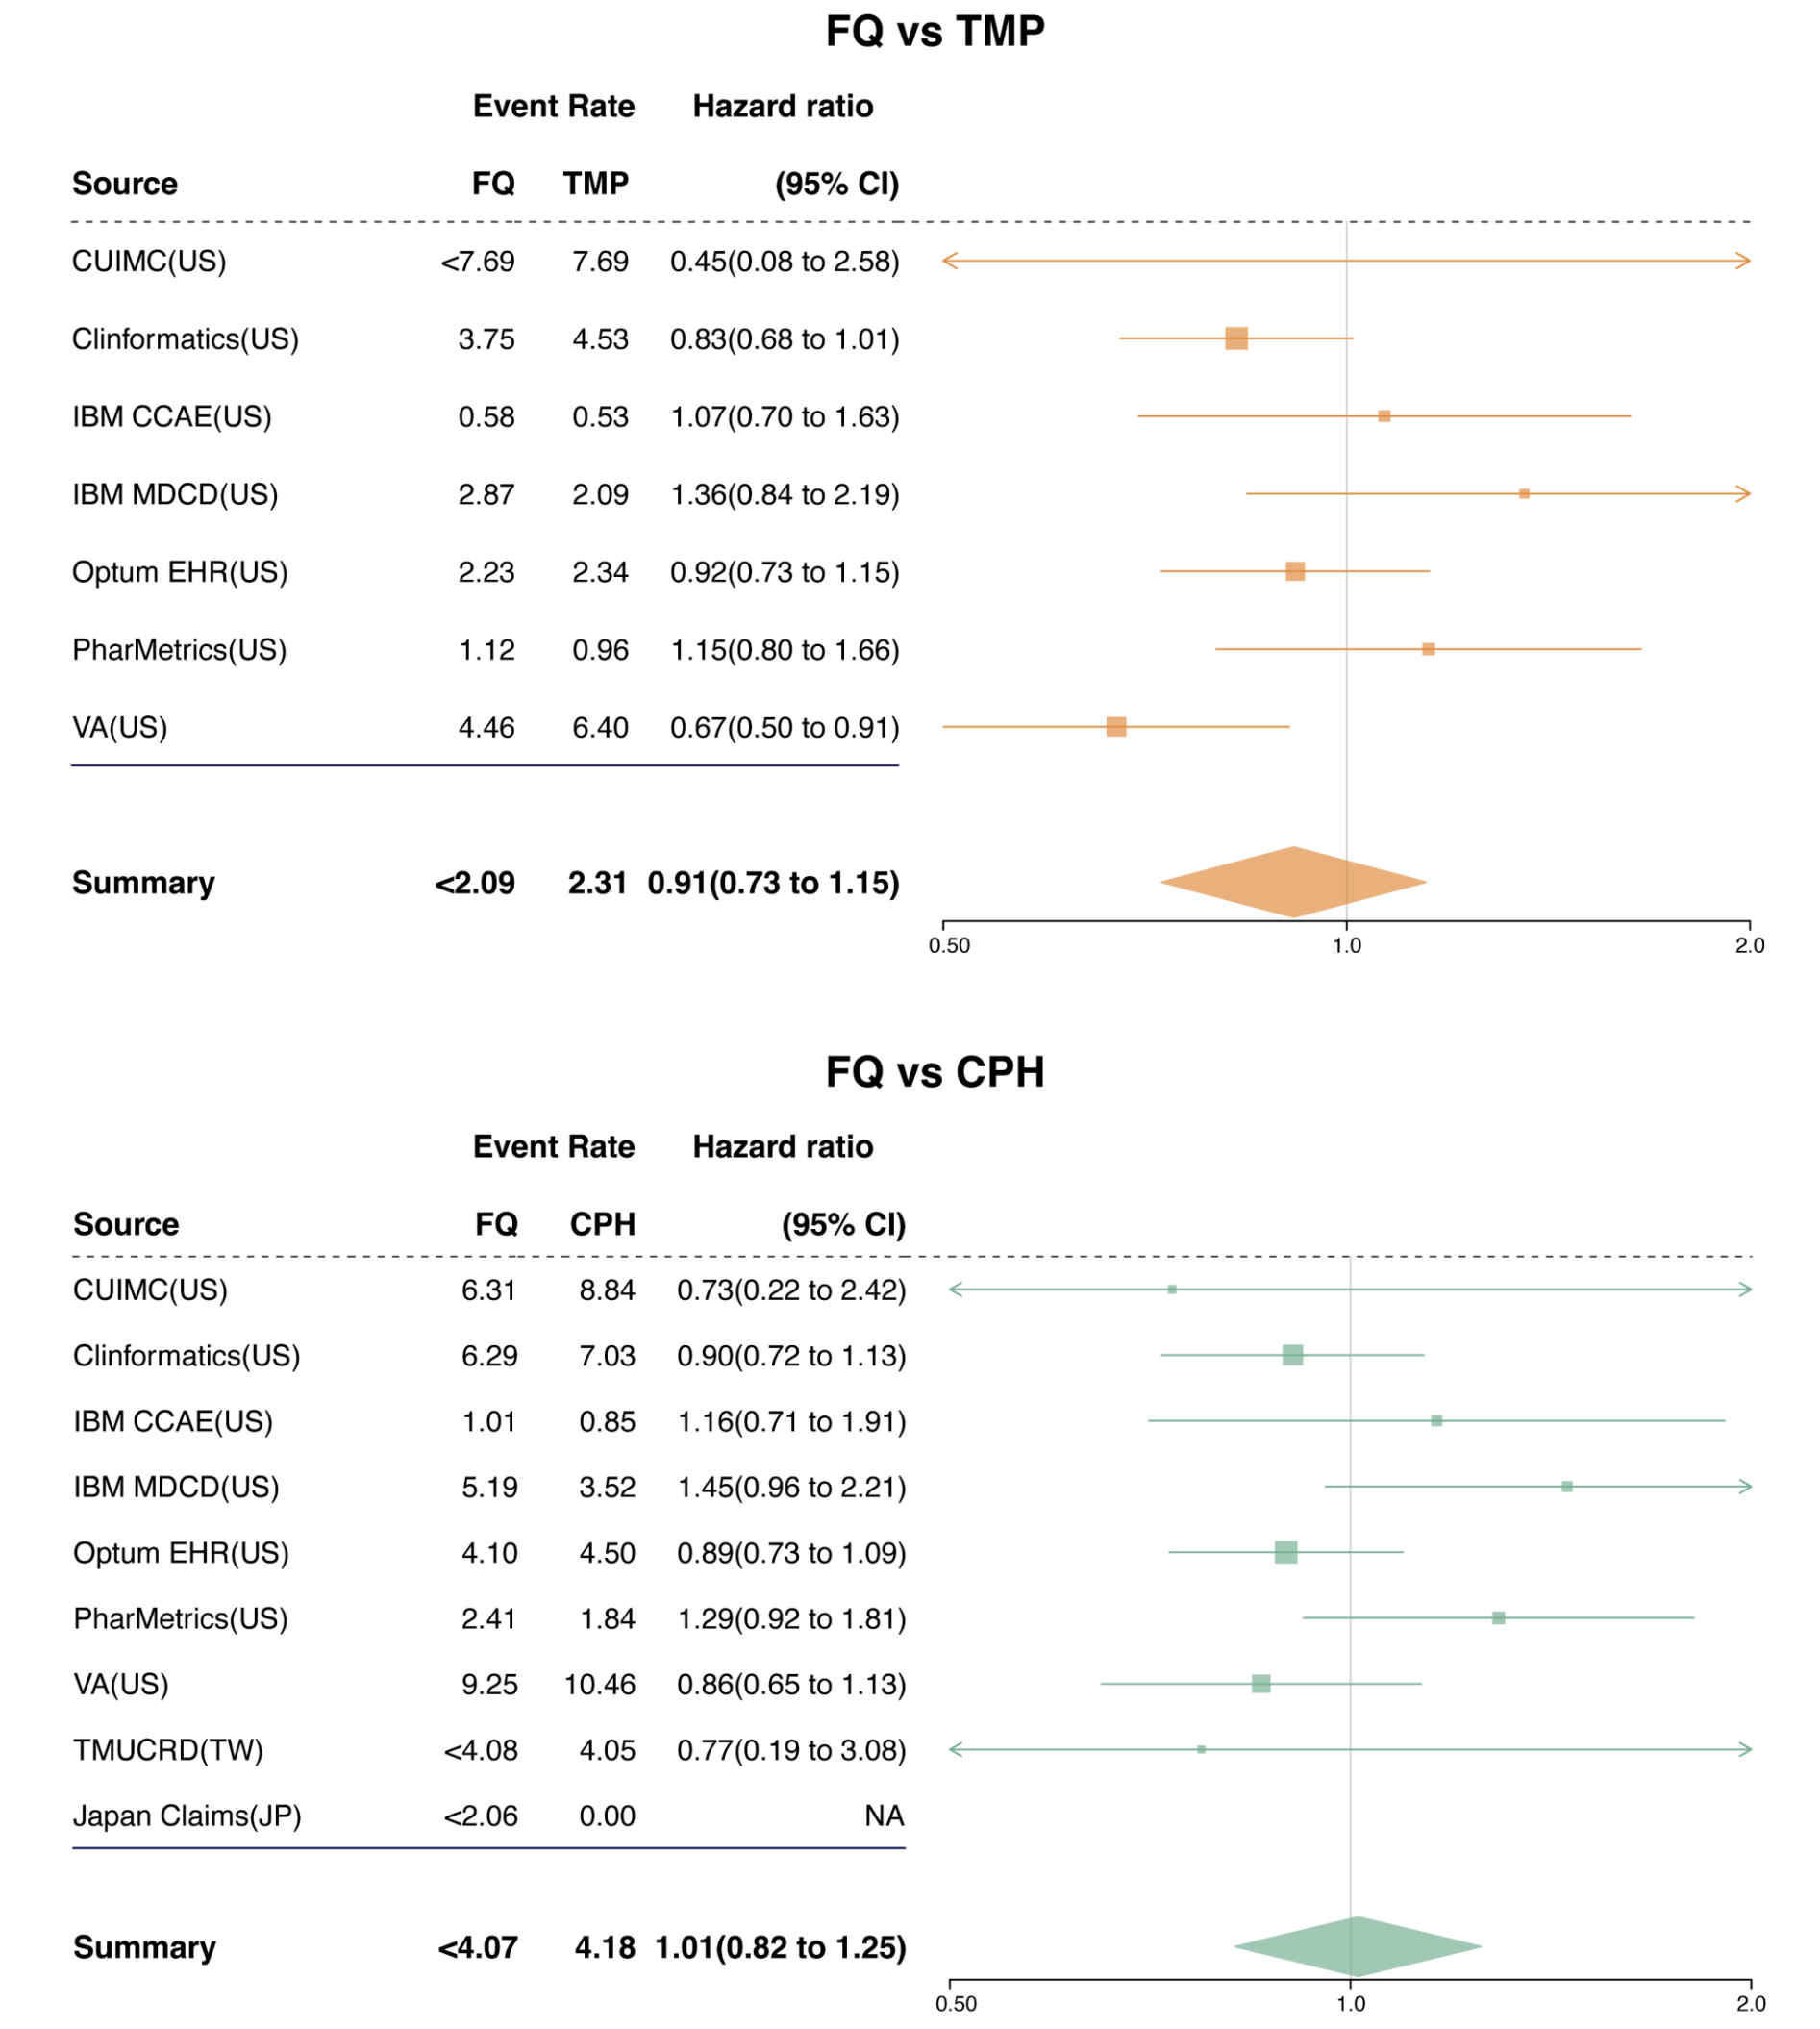 FQ vs TMP
Event Rate Hazard ratio
Source FQ TMP (95% CI)
CUIMC(US) <7.69 7.69 0.45(0.08 to 2.58)
Clinformatics(US) 3.75 4.53 0.83(0.68 to 1.01)
IBM CCAE(US) 0.58 0.53 1.07(0.70 to 1.63)
IBM MDCD(US) 2.87 2.09 1.36(0.84 to 2.19)
Optum EHR(US) 2.23 2.34 0.92(0.73 to 1.15)
PharMetrics(US) 1.12 0.96 1.15(0.80 to 1.66)
VA(US) 4.46 6.40 0.67(0.50 to 0.91)
Summary <2.09 2.31 0.91(0.73 to 1.15)
0.50 1.0 2.0
FQ vs CPH
Event Rate Hazard ratio
Source FQ CPH (95% CI)
CUIMC(US) 6.31 8.84 0.73(0.22 to 2.42)
Clinformatics(US) 6.29 7.03 0.90(0.72 to 1.13)
IBM CCAE(US) 1.01 0.85 1.16(0.71 to 1.91)
IBM MDCD(US) 5.19 3.52 1.45(0.96 to 2.21)
Optum EHR(US) 4.10 4.50 0.89(0.73 to 1.09)
PharMetrics(US) 2.41 1.84 1.29(0.92 to 1.81)
VA(US) 9.25 10.46 0.86(0.65 to 1.13)
TMUCRD(TW) <4.08 4.05 0.77(0.19 to 3.08)
Japan Claims(JP) <2.06 0.00 NA
Summary <4.07 4.18 1.01(0.82 to 1.25)
0.50 1.0 2.0